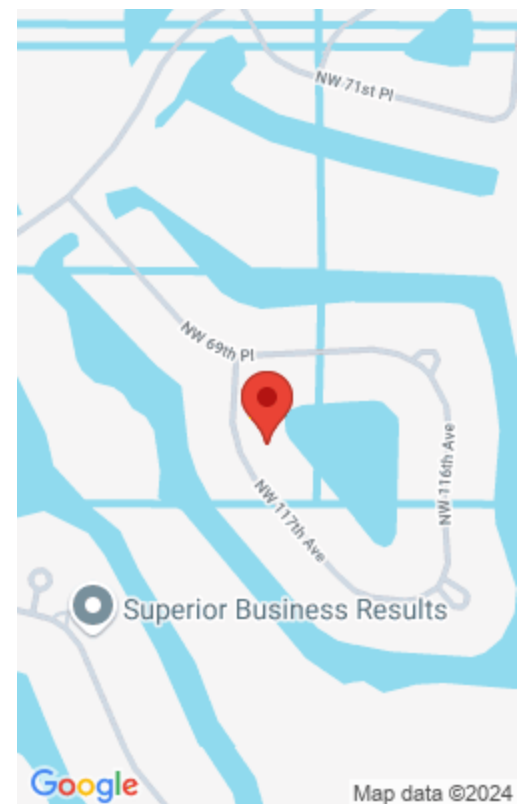 NW 71st Pl
NW 69th Pl
NW 117th Ave
NW 116th Ave
Superior Business Results
Google
Map data ©2024